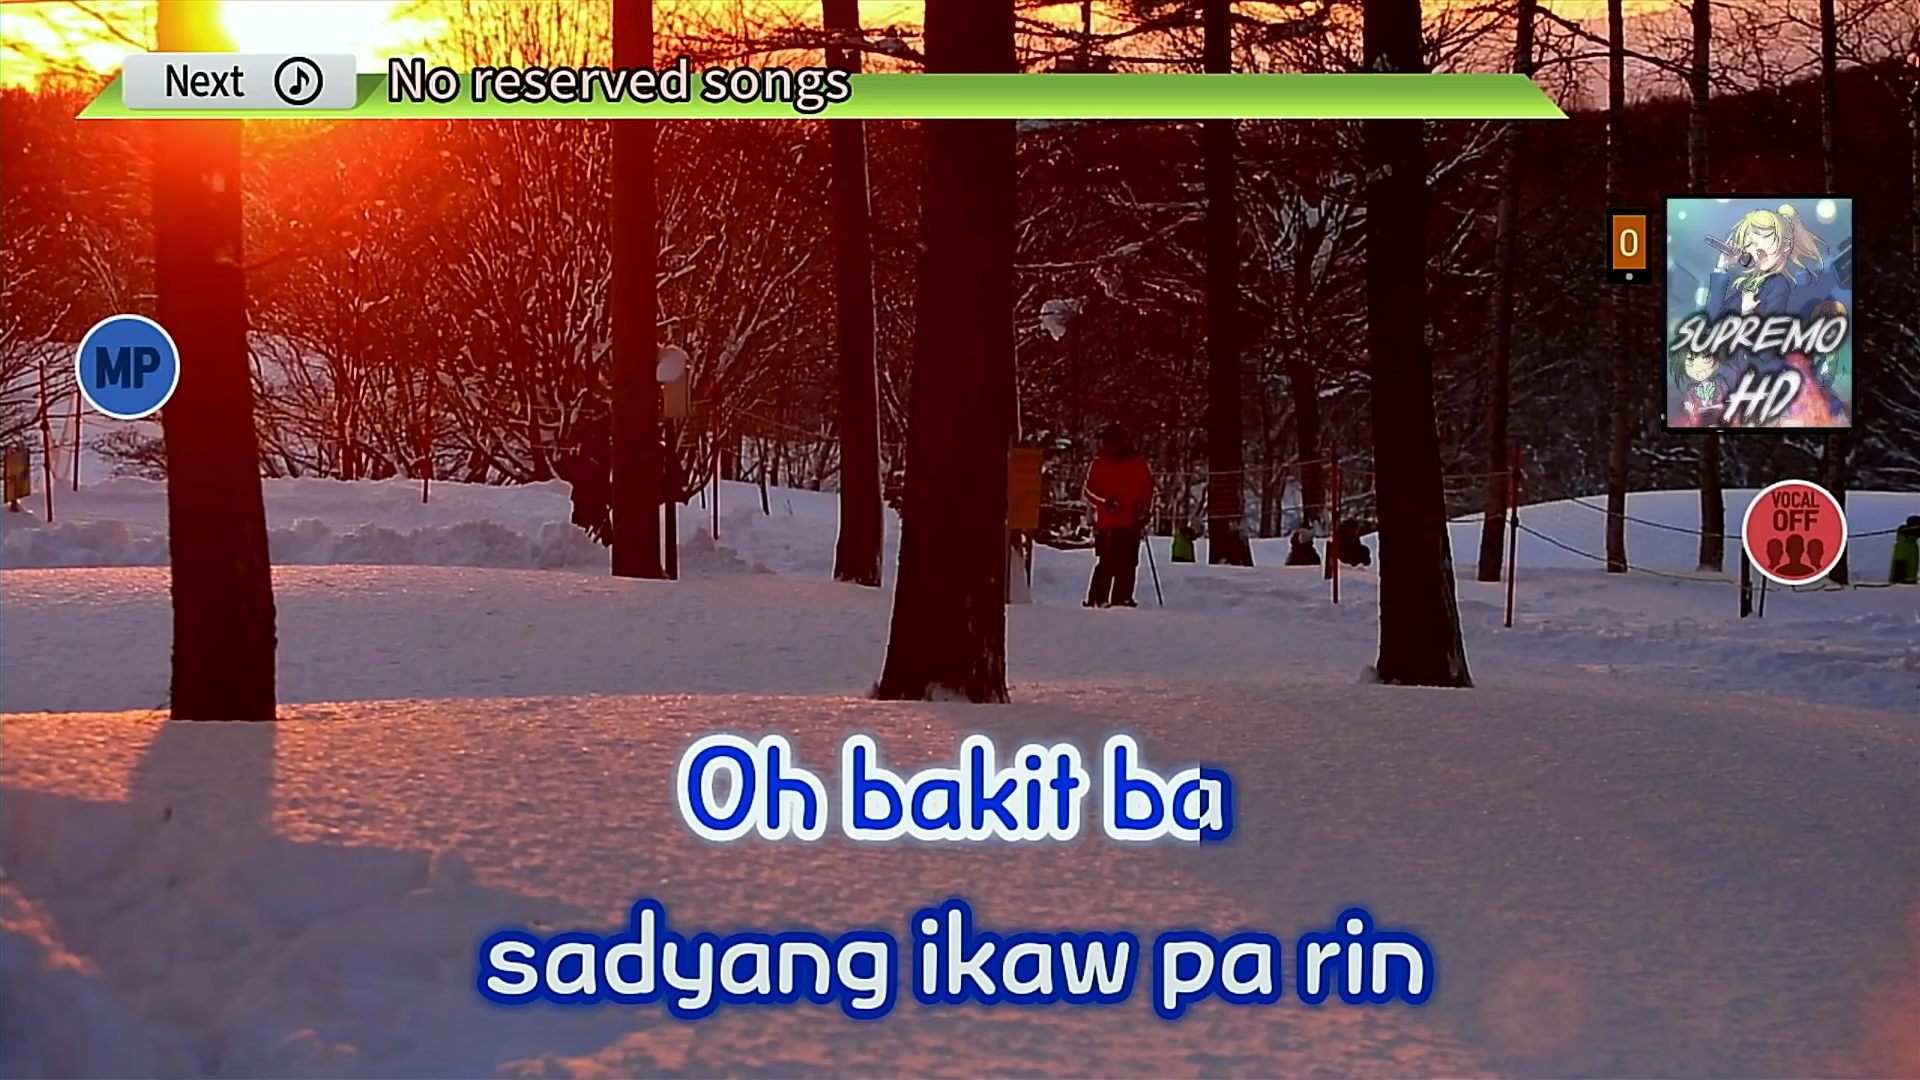 Next No reserved songs
0
SUPREMO
HD
MP
VOCAL
OFF
Oh bakit ba
sadyang ikaw pa rin